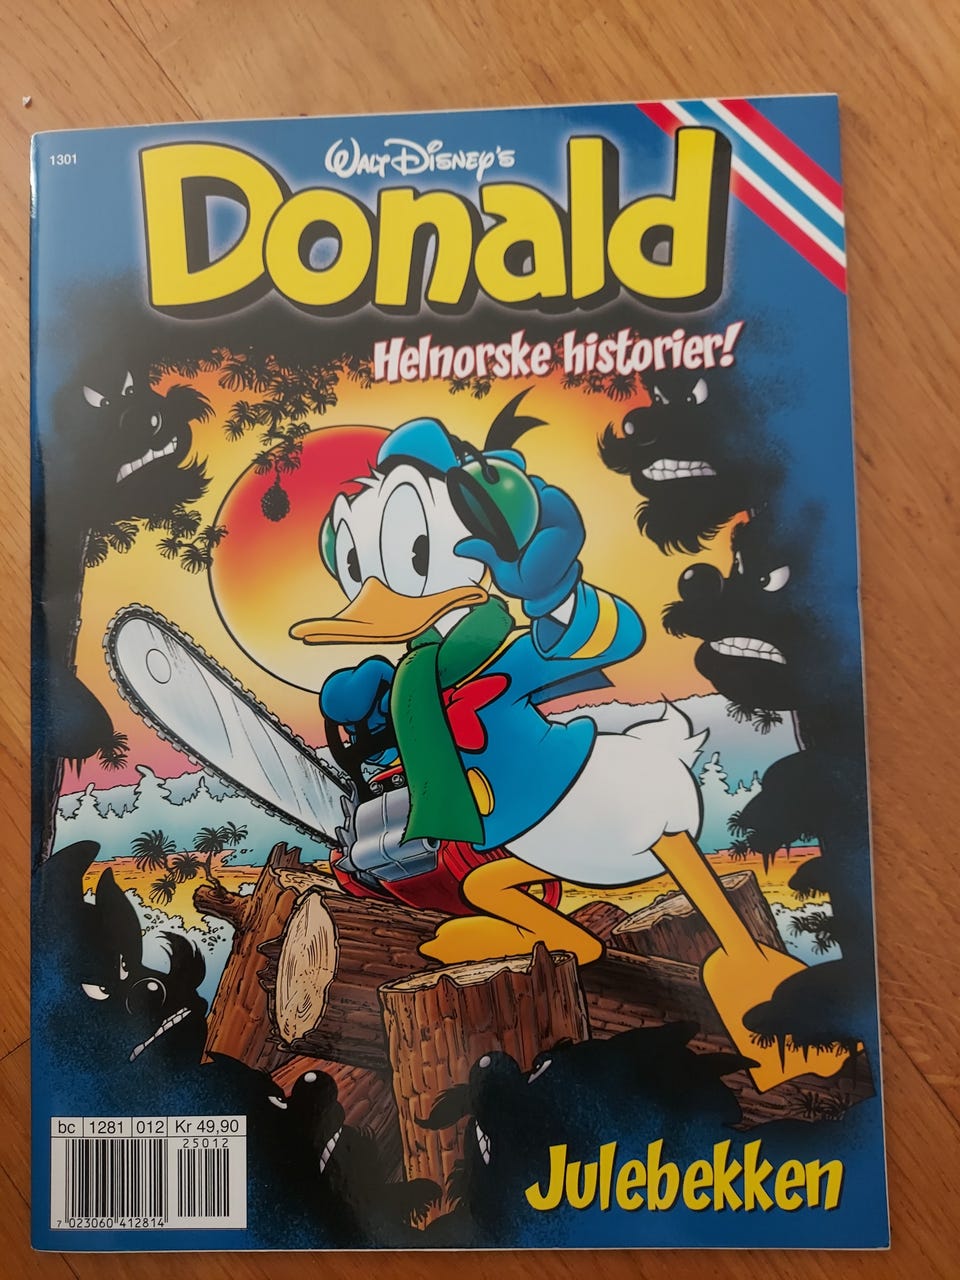 1301
WALT DISNEY'S
Donald
Helnorske historier!
bc 1281 012 Kr 49,90
25012
7 023060 412814
Julebekken